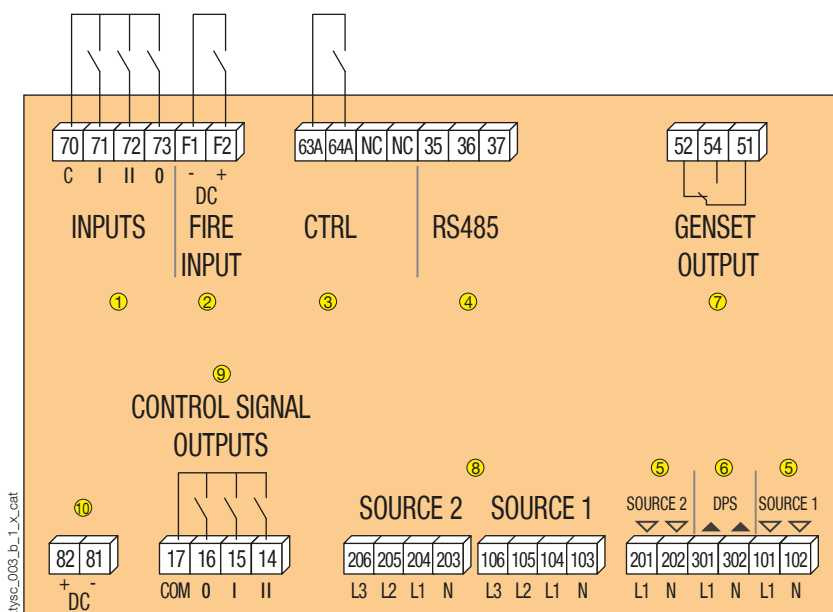 70 71 72 73 F1 F2
63A 64A NC NC 35 36 37
52 54 51
C I II 0 - +
DC
INPUTS
FIRE
INPUT
CTRL
RS485
GENSET
OUTPUT
1 2 3 4 7
9
CONTROL SIGNAL
OUTPUTS
10
8
5 6 5
SOURCE 2 SOURCE 1
SOURCE 2 DPS SOURCE 1
82 81
+ -
DC
17 16 15 14
COM 0 I II
206 205 204 203
L3 L2 L1 N
106 105 104 103
L3 L2 L1 N
201 202 301 302 101 102
L1 N L1 N L1 N
tysc_003_b_1_x_cat